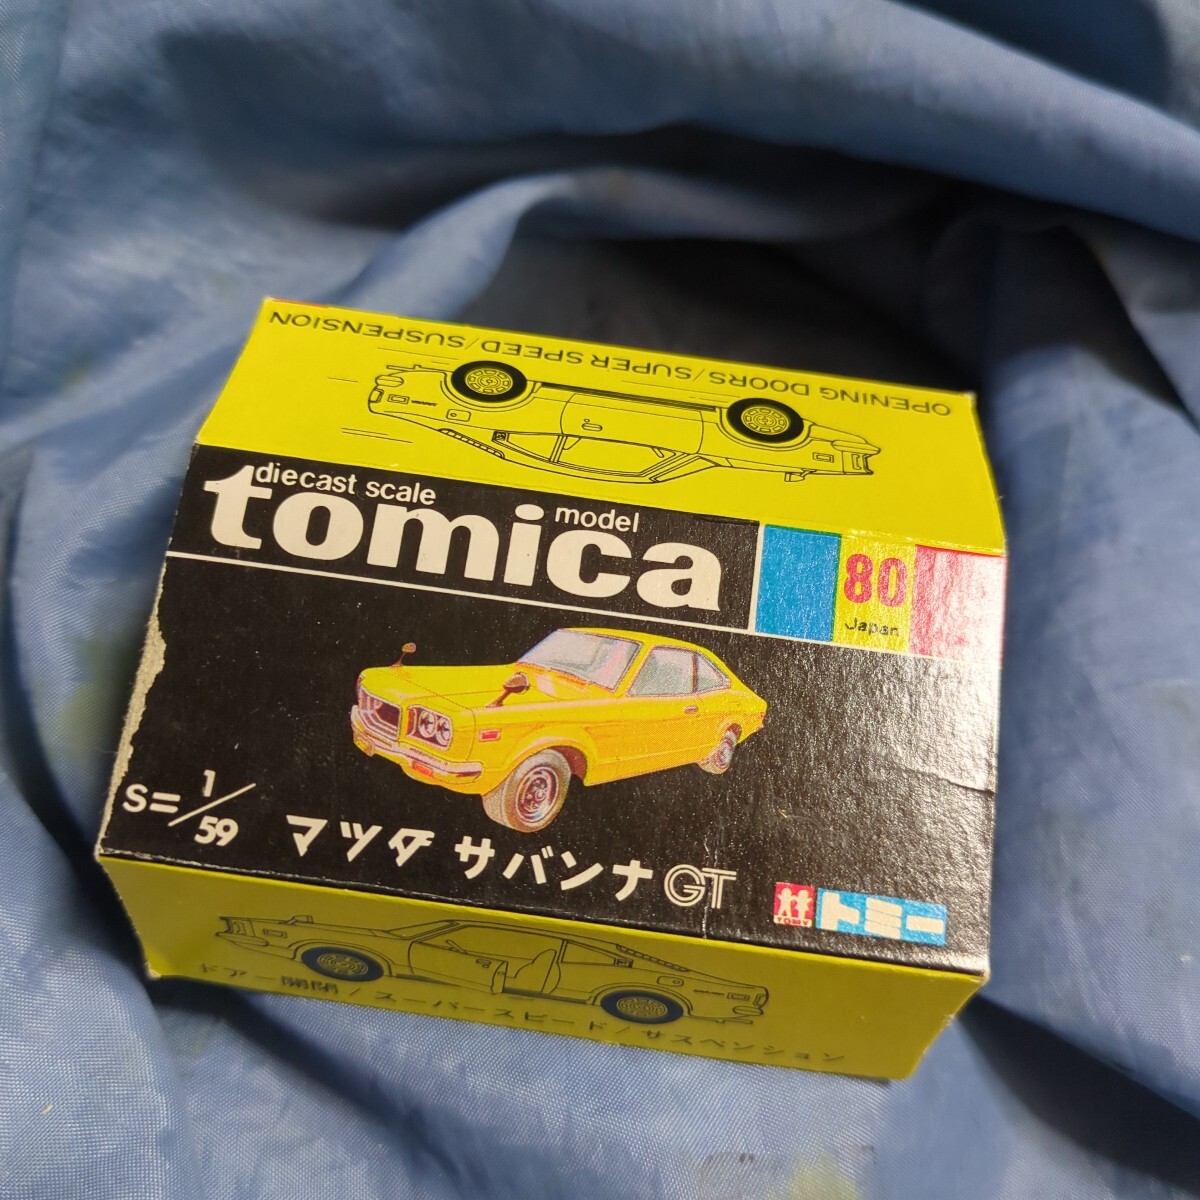 OPENING DOORS/SUPER SPEED/SUSPENSION
diecast scale model
tomica
80
Japan
S=1/59
マツダ サバンナGT
TOMY
トミー
ドアー開閉/スーパースピード/サスペンション